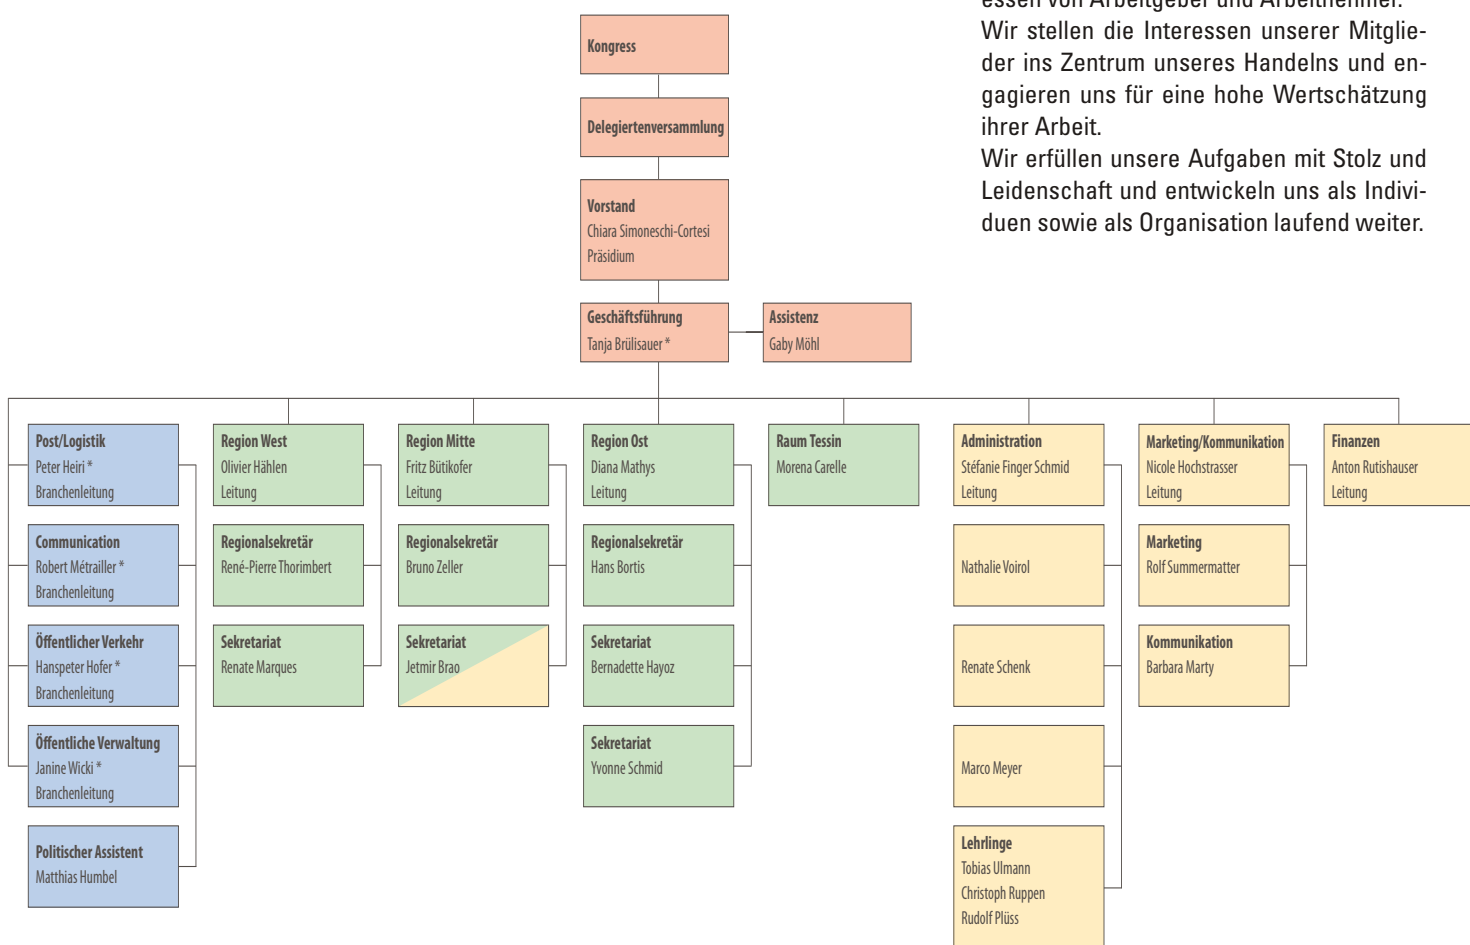 essen von Arbeitgeber und Arbeitnehmer.
Wir stellen die Interessen unserer Mitglie-
der ins Zentrum unseres Handelns und en-
gagieren uns für eine hohe Wertschätzung
ihrer Arbeit.
Wir erfüllen unsere Aufgaben mit Stolz und
Leidenschaft und entwickeln uns als Indivi-
duen sowie als Organisation laufend weiter.
Kongress
Delegiertenversammlung
Vorstand
Chiara Simoneschi-Cortesi
Präsidium
Geschäftsführung
Tanja Brülisauer *
Assistenz
Gaby Möhl
Post/Logistik
Peter Heiri *
Branchenleitung
Communication
Robert Métrailler *
Branchenleitung
Öffentlicher Verkehr
Hanspeter Hofer *
Branchenleitung
Öffentliche Verwaltung
Janine Wicki *
Branchenleitung
Politischer Assistent
Matthias Humbel
Region West
Olivier Hählen
Leitung
Regionalsekretär
René-Pierre Thorimbert
Sekretariat
Renate Marques
Region Mitte
Fritz Bütikofer
Leitung
Regionalsekretär
Bruno Zeller
Sekretariat
Jetmir Brao
Region Ost
Diana Mathys
Leitung
Regionalsekretär
Hans Bortis
Sekretariat
Bernadette Hayoz
Sekretariat
Yvonne Schmid
Raum Tessin
Morena Carelle
Administration
Stéfanie Finger Schmid
Leitung
Nathalie Voirol
Renate Schenk
Marco Meyer
Lehrlinge
Tobias Ulmann
Christoph Ruppen
Rudolf Plüss
Marketing/Kommunikation
Nicole Hochstrasser
Leitung
Marketing
Rolf Summermatter
Kommunikation
Barbara Marty
Finanzen
Anton Rutishauser
Leitung